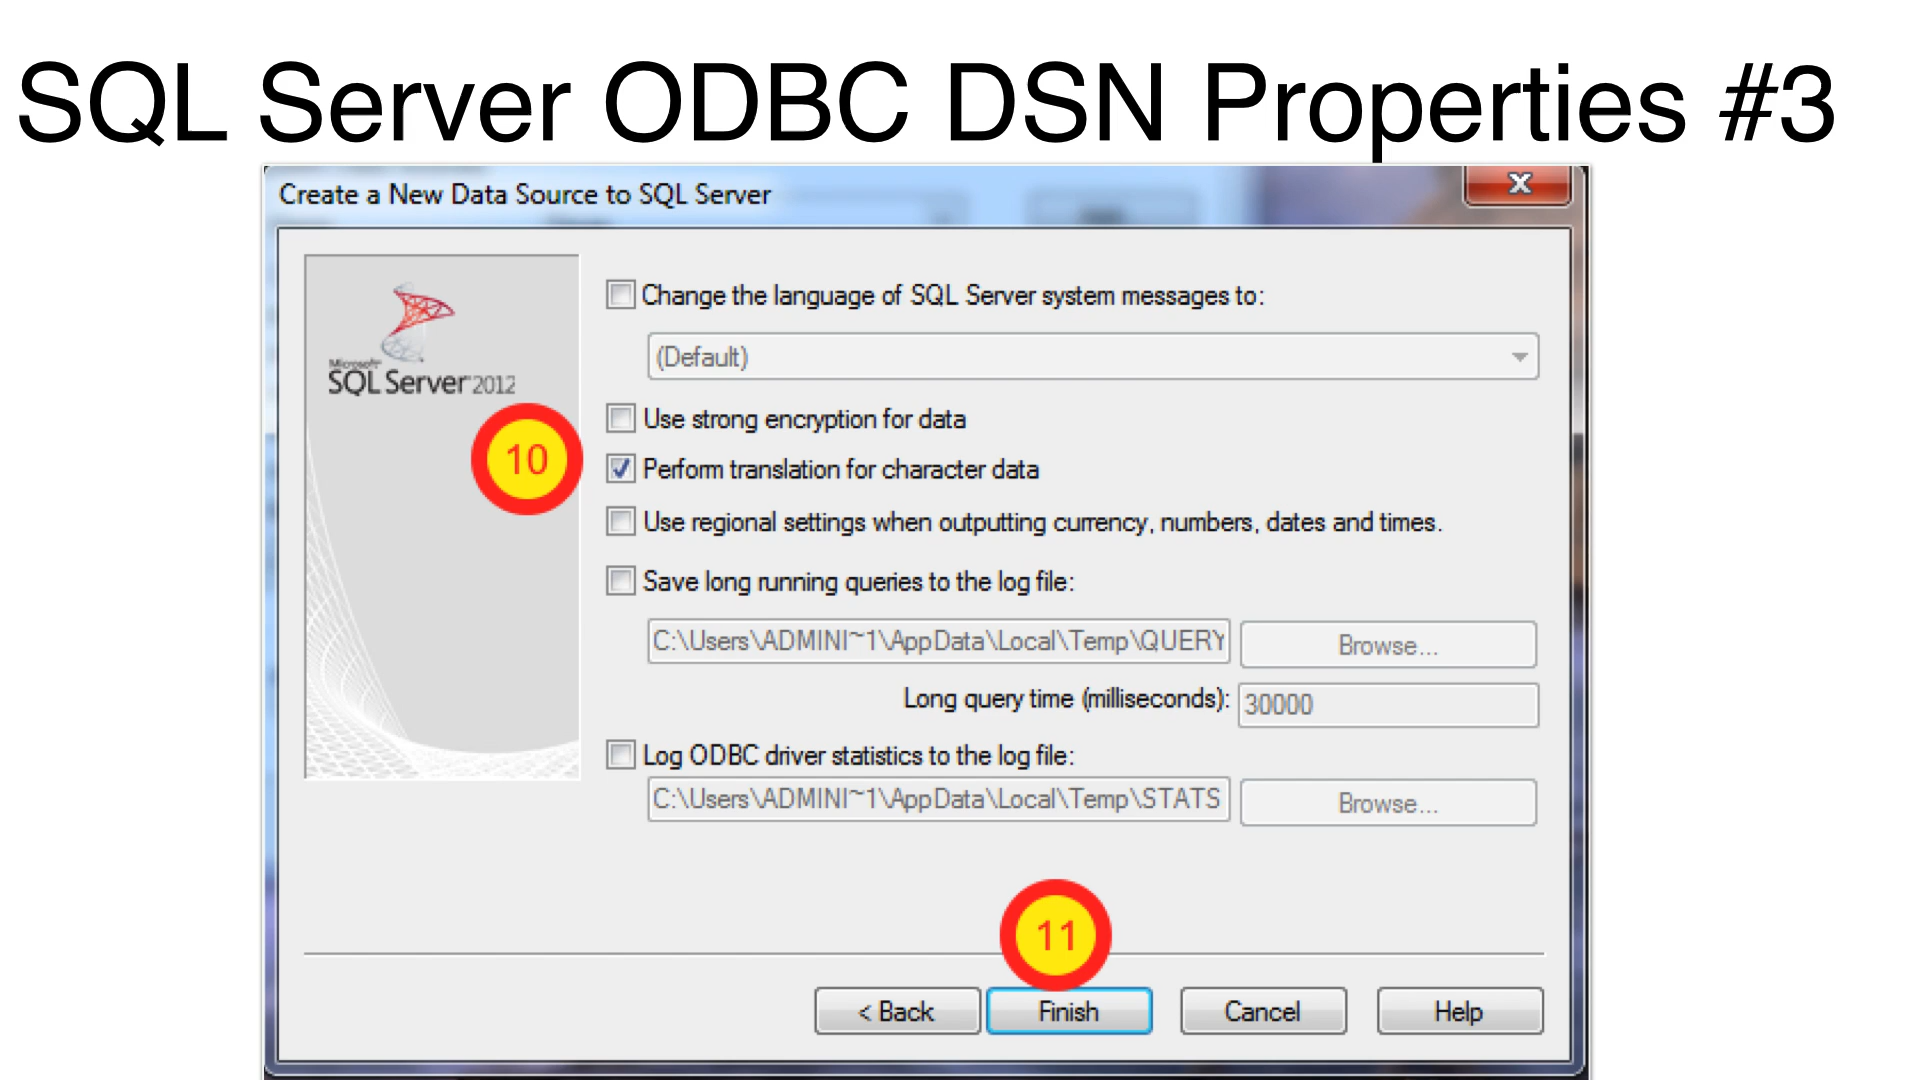 SQL Server ODBC DSN Properties #3
Create a New Data Source to SQL Server
x
Microsoft
SQL Server 2012
Change the language of SQL Server system messages to:
(Default)
Use strong encryption for data
10
Perform translation for character data
Use regional settings when outputting currency, numbers, dates and times.
Save long running queries to the log file:
C:\Users\ADMINI~1\AppData\Local\Temp\QUERY
Browse...
Long query time (milliseconds):
30000
Log ODBC driver statistics to the log file:
C:\Users\ADMINI~1\AppData\Local\Temp\STATS
Browse...
11
< Back
Finish
Cancel
Help